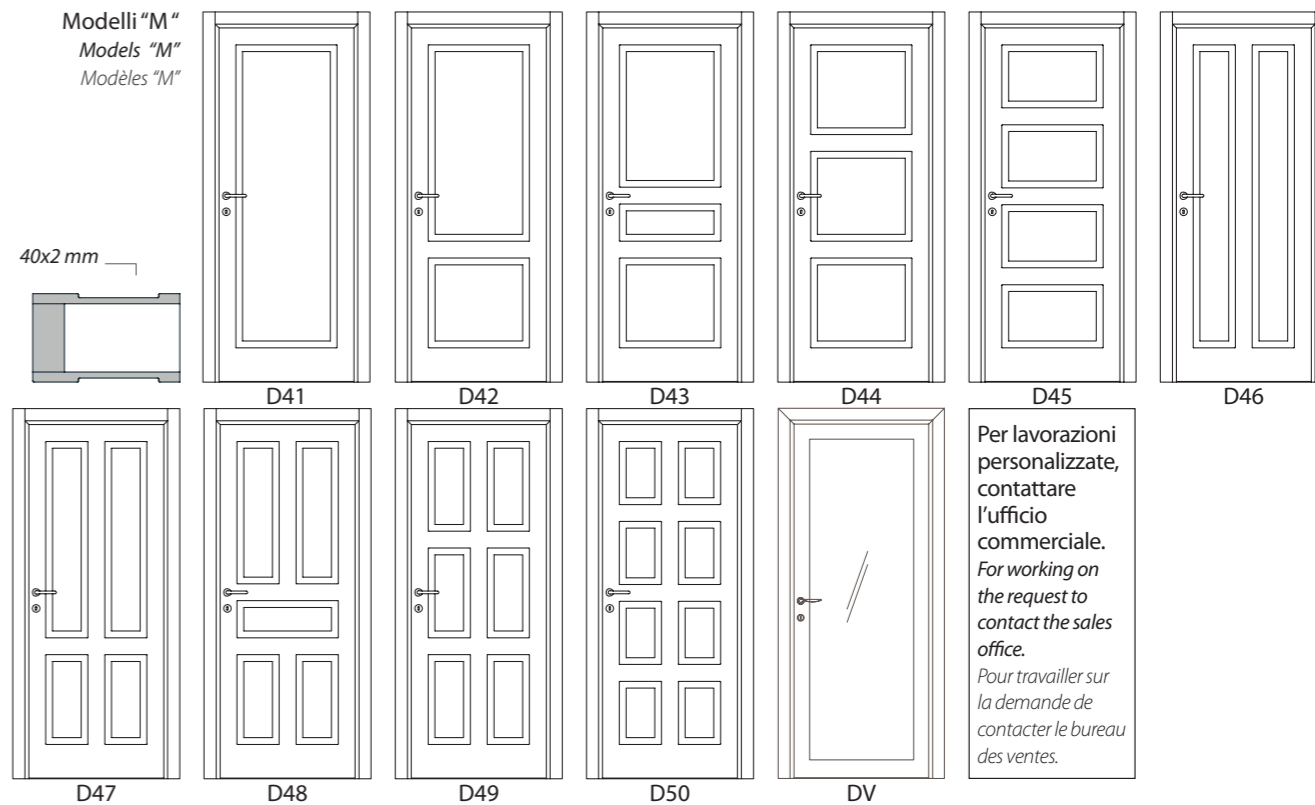 Modelli “M“
Models “M”
Modèles “M”
40x2 mm
D41
D42
D43
D44
D45
D46
Per lavorazioni
personalizzate,
contattare
l’ufficio
commerciale.
For working on
the request to
contact the sales
office.
Pour travailler sur
la demande de
contacter le bureau
des ventes.
D47
D48
D49
D50
DV